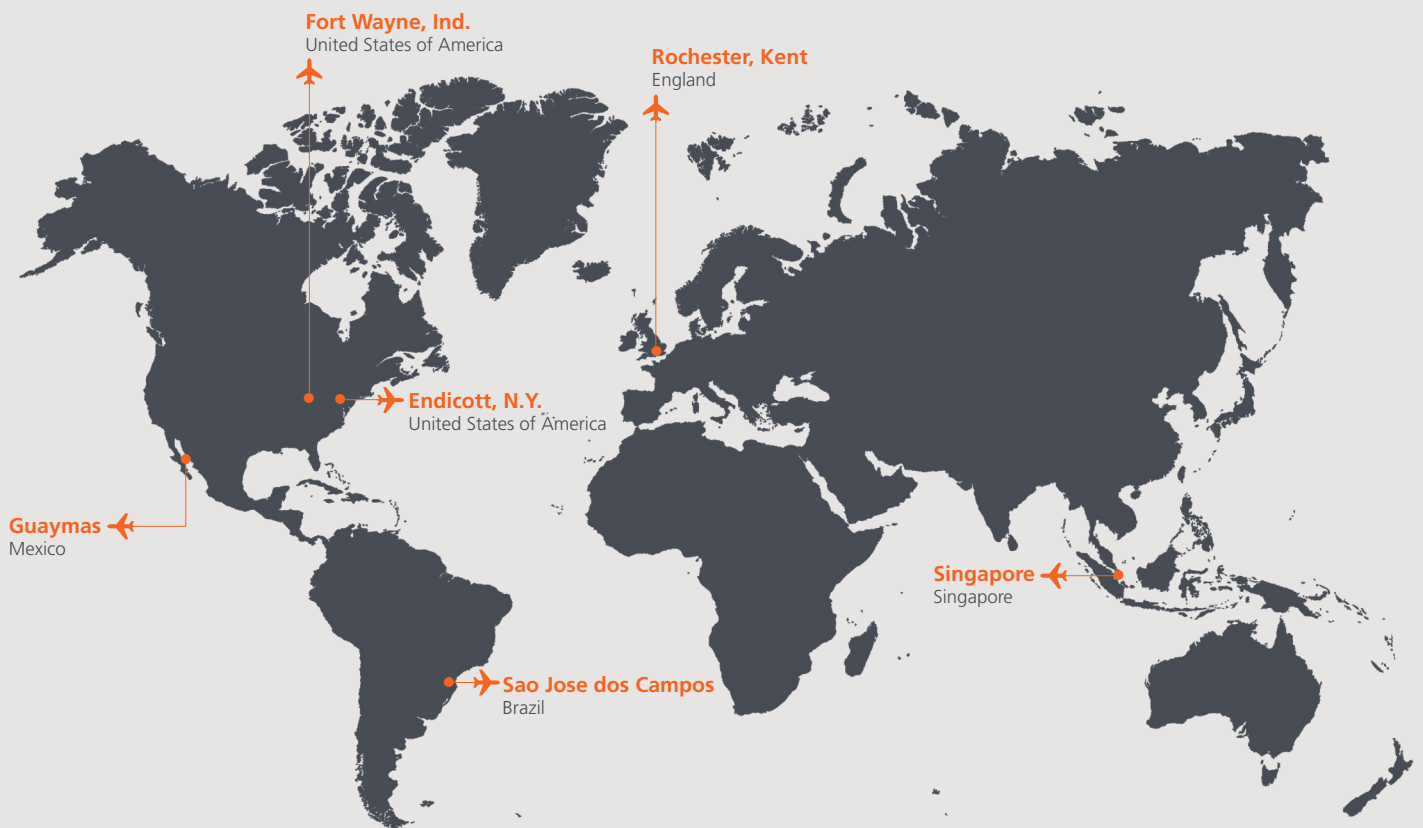 Fort Wayne, Ind.
United States of America
Rochester, Kent
England
Endicott, N.Y.
United States of America
Guaymas
Mexico
Singapore
Singapore
Sao Jose dos Campos
Brazil